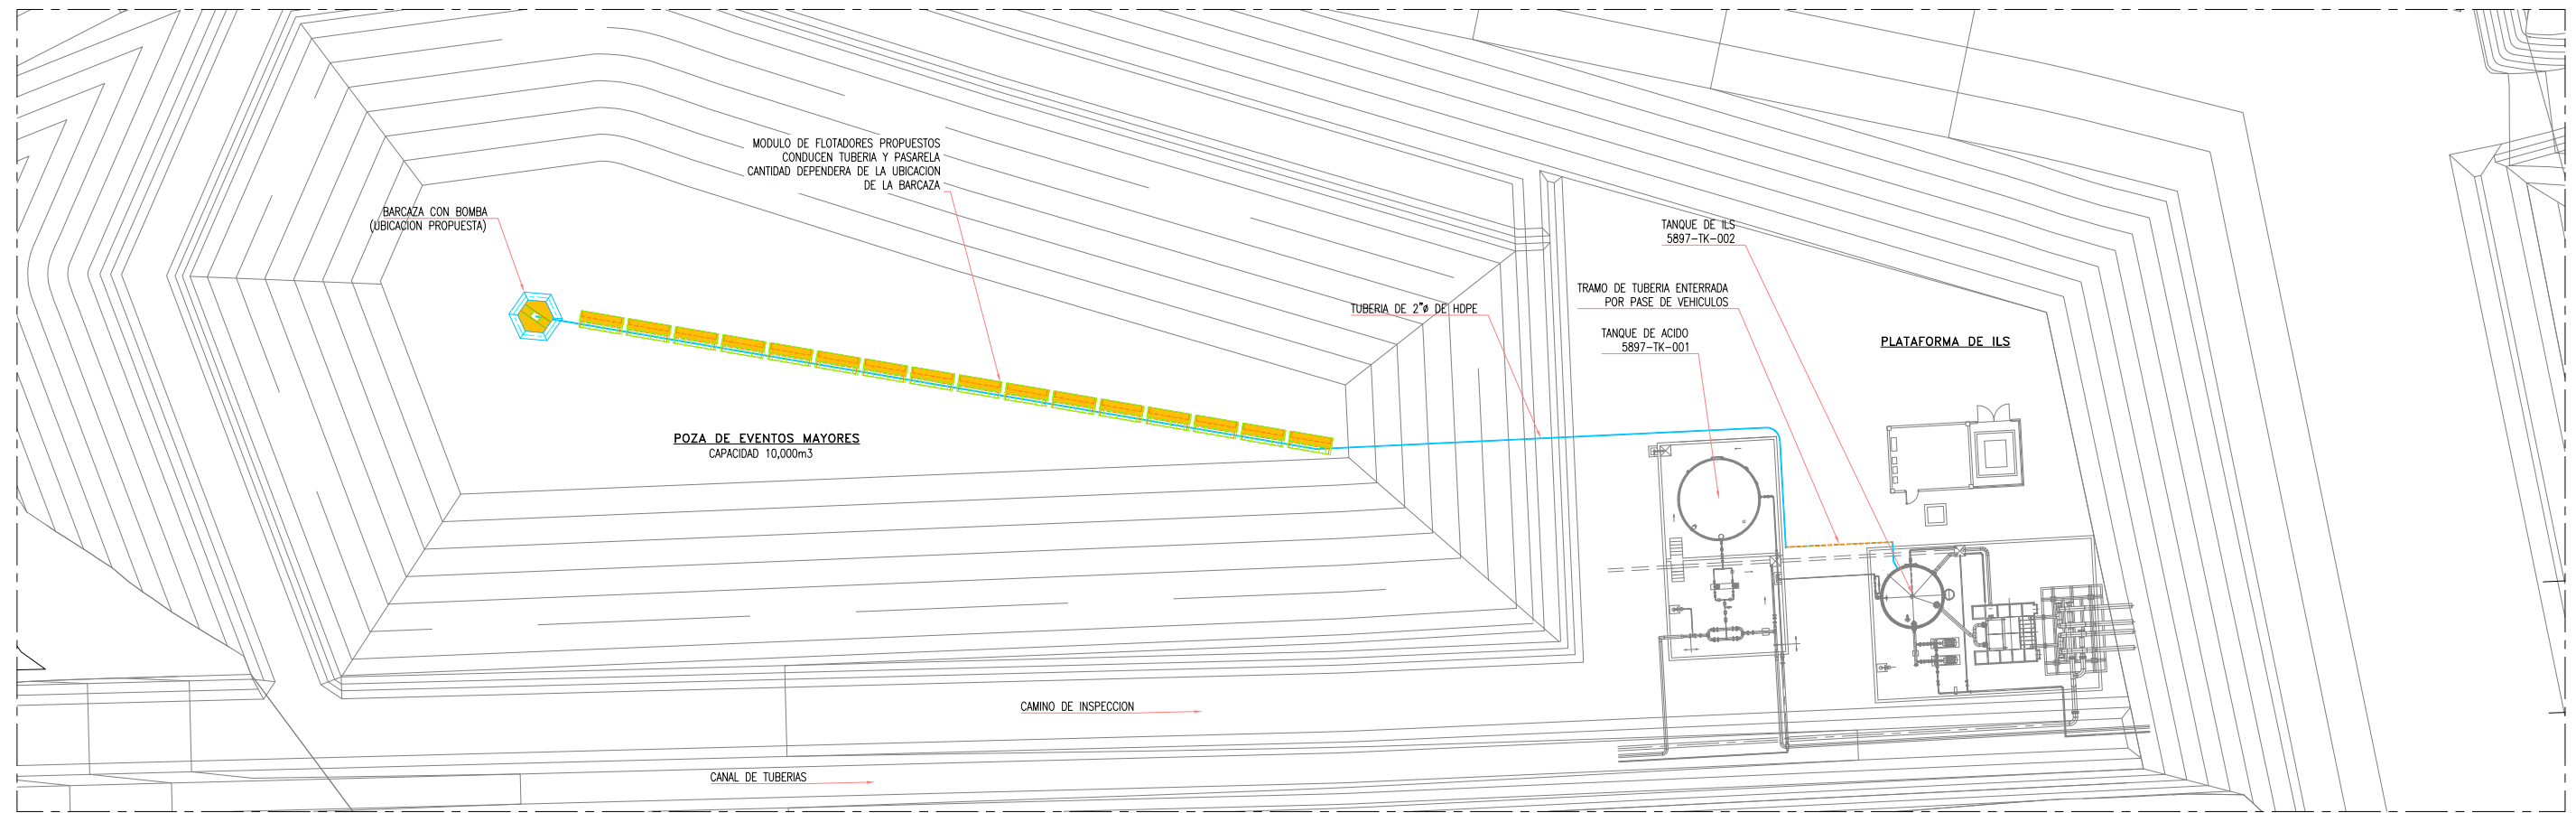 MODULO DE FLOTADORES PROPUESTOS
CONDUCEN TUBERIA Y PASARELA
CANTIDAD DEPENDERA DE LA UBICACION
DE LA BARCAZA
BARCAZA CON BOMBA
(UBICACION PROPUESTA)
TANQUE DE ILS
5897-TK-002
TRAMO DE TUBERIA ENTERRADA
POR PASE DE VEHICULOS
TUBERIA DE 2"Ø DE HDPE
TANQUE DE ACIDO
5897-TK-001
PLATAFORMA DE ILS
POZA DE EVENTOS MAYORES
CAPACIDAD 10,000m3
CAMINO DE INSPECCION
CANAL DE TUBERIAS